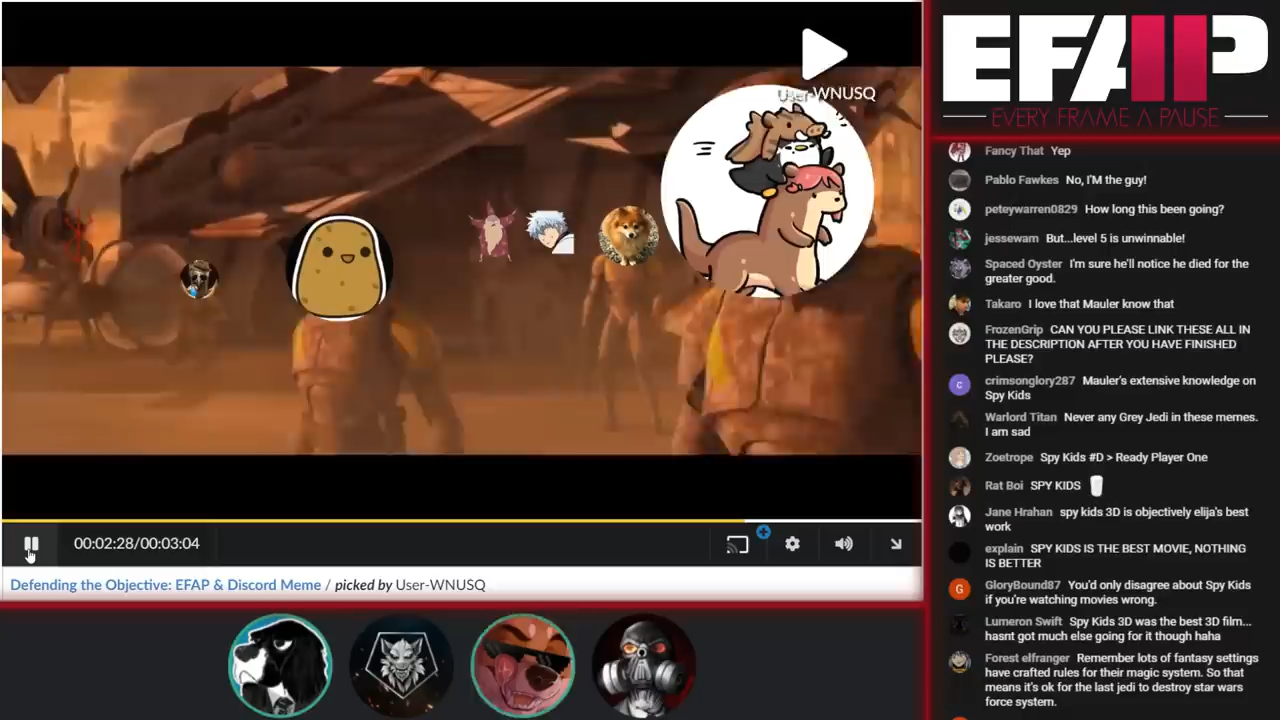 User-WNUSQ
00:02:28/00:03:04
Defending the Objective: EFAP & Discord Meme / picked by User-WNUSQ
EFAP
EVERY FRAME A PAUSE
Fancy That Yep
Pablo Fawkes No, I'M the guy!
peteywarren0829 How long this been going?
jessewam But...level 5 is unwinnable!
Spaced Oyster I'm sure he'll notice he died for the
greater good.
Takaro I love that Mauler know that
FrozenGrip CAN YOU PLEASE LINK THESE ALL IN
THE DESCRIPTION AFTER YOU HAVE FINISHED
PLEASE?
c
crimsonglory287 Mauler's extensive knowledge on
Spy Kids
Warlord Titan Never any Grey Jedi in these memes.
I am sad
Zoetrope Spy Kids #D > Ready Player One
Rat Boi SPY KIDS
Jane Hrahan spy kids 3D is objectively elija's best
work
explain SPY KIDS IS THE BEST MOVIE, NOTHING
IS BETTER
G
GloryBound87 You'd only disagree about Spy Kids
if you're watching movies wrong.
Lumeron Swift Spy Kids 3D was the best 3D film...
hasnt got much else going for it though haha
Forest elfranger Remember lots of fantasy settings
have crafted rules for their magic system. So that
means it's ok for the last jedi to destroy star wars
force system.